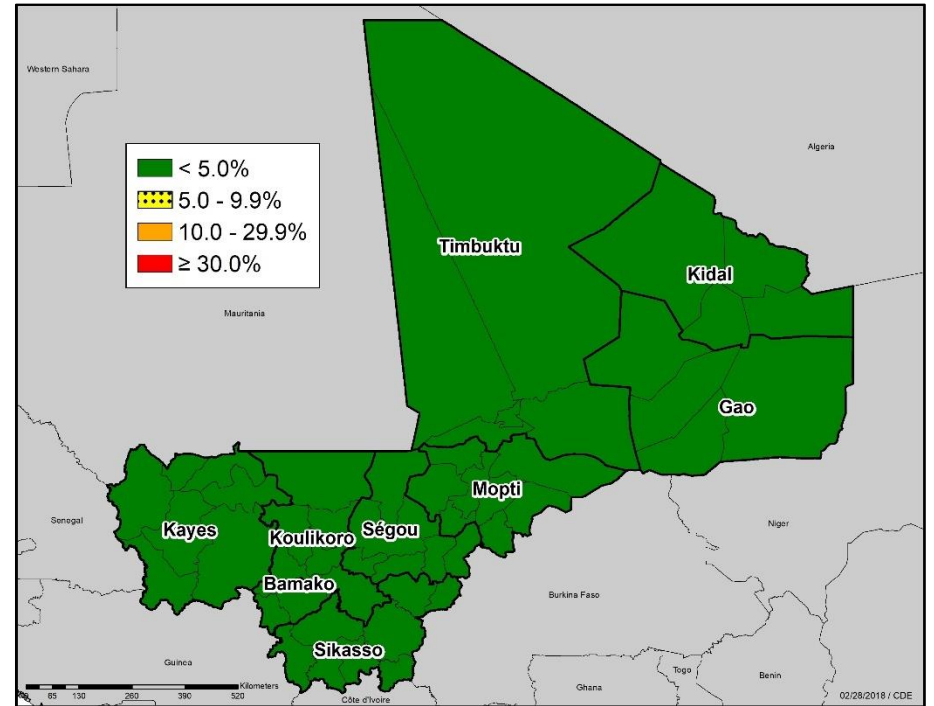 Western Sahara
Algeria
< 5.0%
5.0 - 9.9%
10.0 - 29.9%
≥ 30.0%
Timbuktu
Kidal
Mauritania
Gao
Mopti
Senegal
Kayes
Koulikoro
Ségou
Niger
Bamako
Burkina Faso
Sikasso
Guinea
Togo
Benin
Ghana
Kilometers
65 130 260 390 520
Côte d'Ivoire
02/28/2018 / CDE